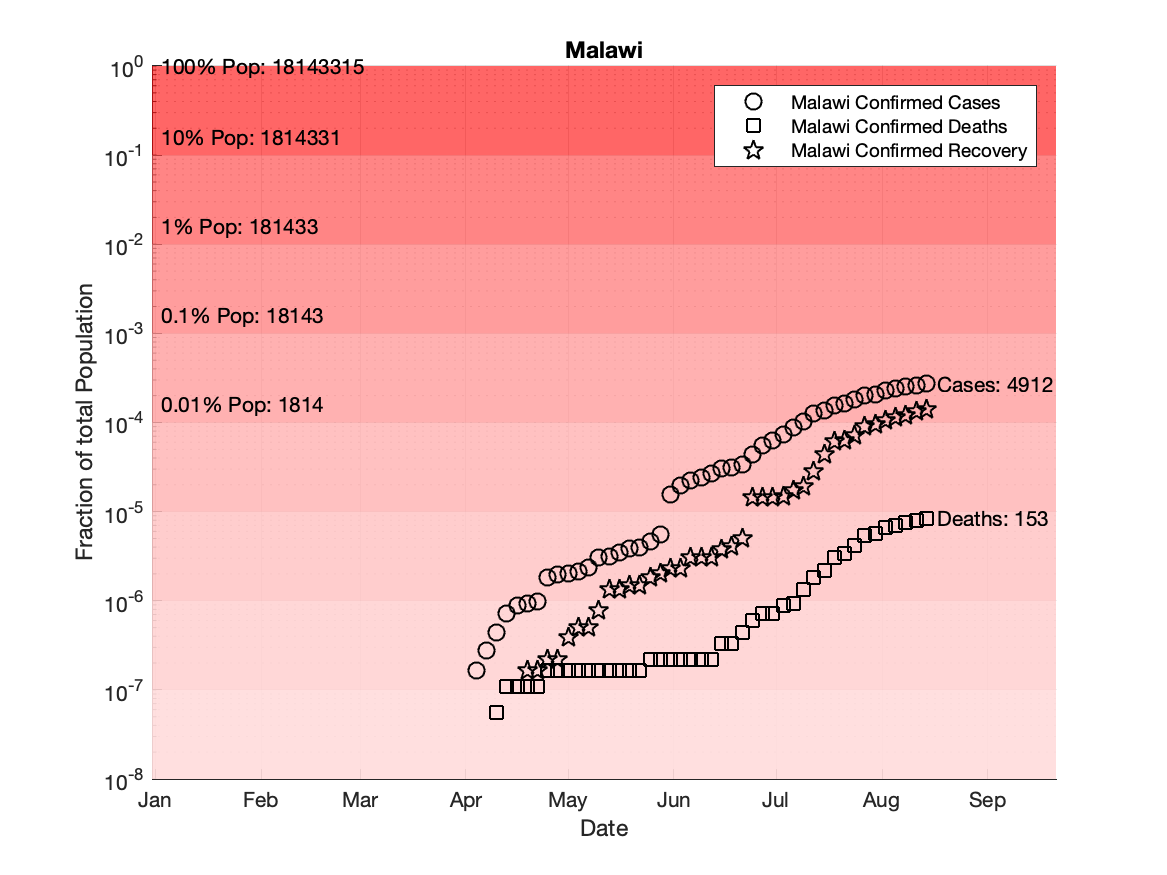 Malawi
10^0
100% Pop: 18143315
Malawi Confirmed Cases
Malawi Confirmed Deaths
Malawi Confirmed Recovery
10% Pop: 1814331
10^-1
1% Pop: 181433
10^-2
0.1% Pop: 18143
10^-3
0.01% Pop: 1814
10^-4
Cases: 4912
10^-5
Deaths: 153
10^-6
10^-7
10^-8
Fraction of total Population
Jan Feb Mar Apr May Jun Jul Aug Sep
Date